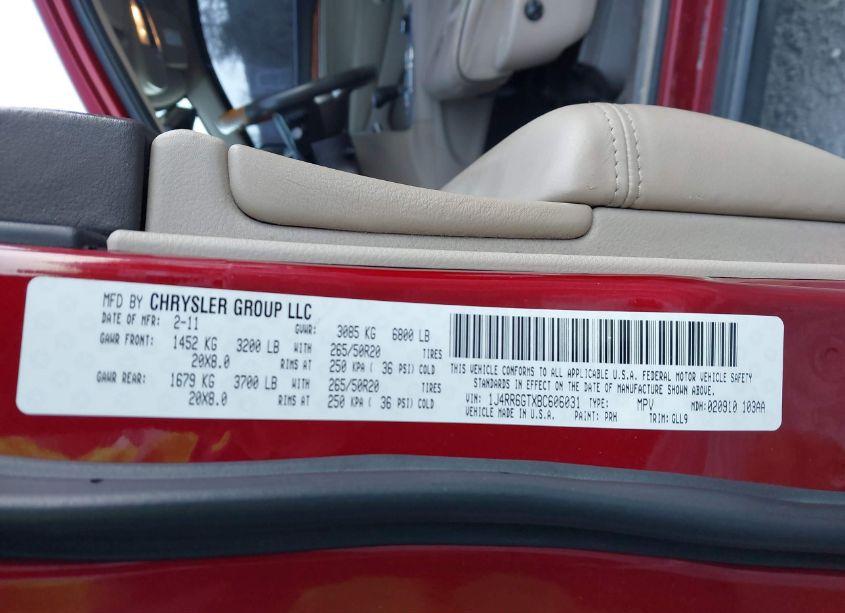 MFD BY CHRYSLER GROUP LLC
DATE OF MFR: 2-11 GVWR: 3085 KG 6800 LB
GAWR FRONT: 1452 KG 3200 LB WITH 265/50R20 TIRES
20X8.0 RIMS AT 250 KPA ( 36 PSI) COLD
GAWR REAR: 1679 KG 3700 LB WITH 265/50R20 TIRES
20X8.0 RIMS AT 250 KPA ( 36 PSI) COLD
THIS VEHICLE CONFORMS TO ALL APPLICABLE U.S.A. FEDERAL MOTOR VEHICLE SAFETY
STANDARDS IN EFFECT ON THE DATE OF MANUFACTURE SHOWN ABOVE.
VIN: 1J4RR6GTXBC606031 TYPE: MPV MDH:020910 103AA
VEHICLE MADE IN U.S.A. PAINT: PRH TRIM: GLL9